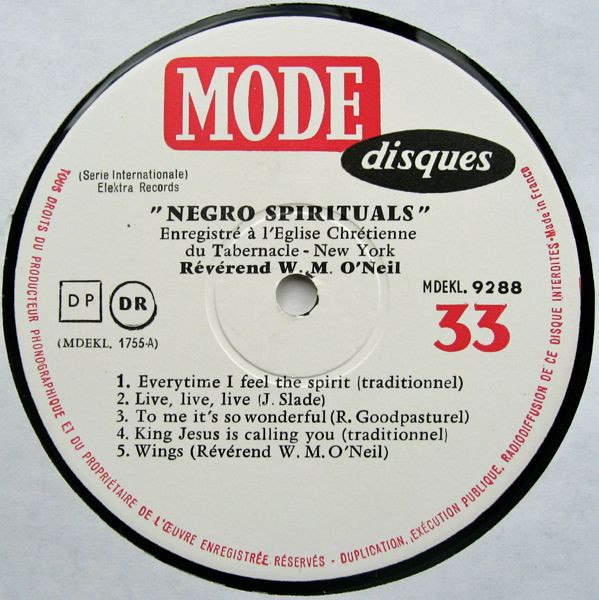 MODE
disques
(Serie Internationale)
Elektra Records
"NEGRO SPIRITUALS"
Enregistré à l'Eglise Chrétienne
du Tabernacle - New York
Révérend W. M. O'Neil
DP
DR
(MDEKL. 1755-A)
MDEKL. 9288
33
1. Everytime I feel the spirit (traditionnel)
2. Live, live, live (J. Slade)
3. To me it's so wonderful (R. Goodpasturel)
4. King Jesus is calling you (traditionnel)
5. Wings (Révérend W. M. O'Neil)
TOUS DROITS DU PRODUCTEUR PHONOGRAPHIQUE ET DU PROPRIÉTAIRE DE L'ŒUVRE ENREGISTRÉE RÉSERVÉS - DUPLICATION, EXÉCUTION PUBLIQUE, RADIODIFFUSION DE CE DISQUE INTERDITES • Made in France